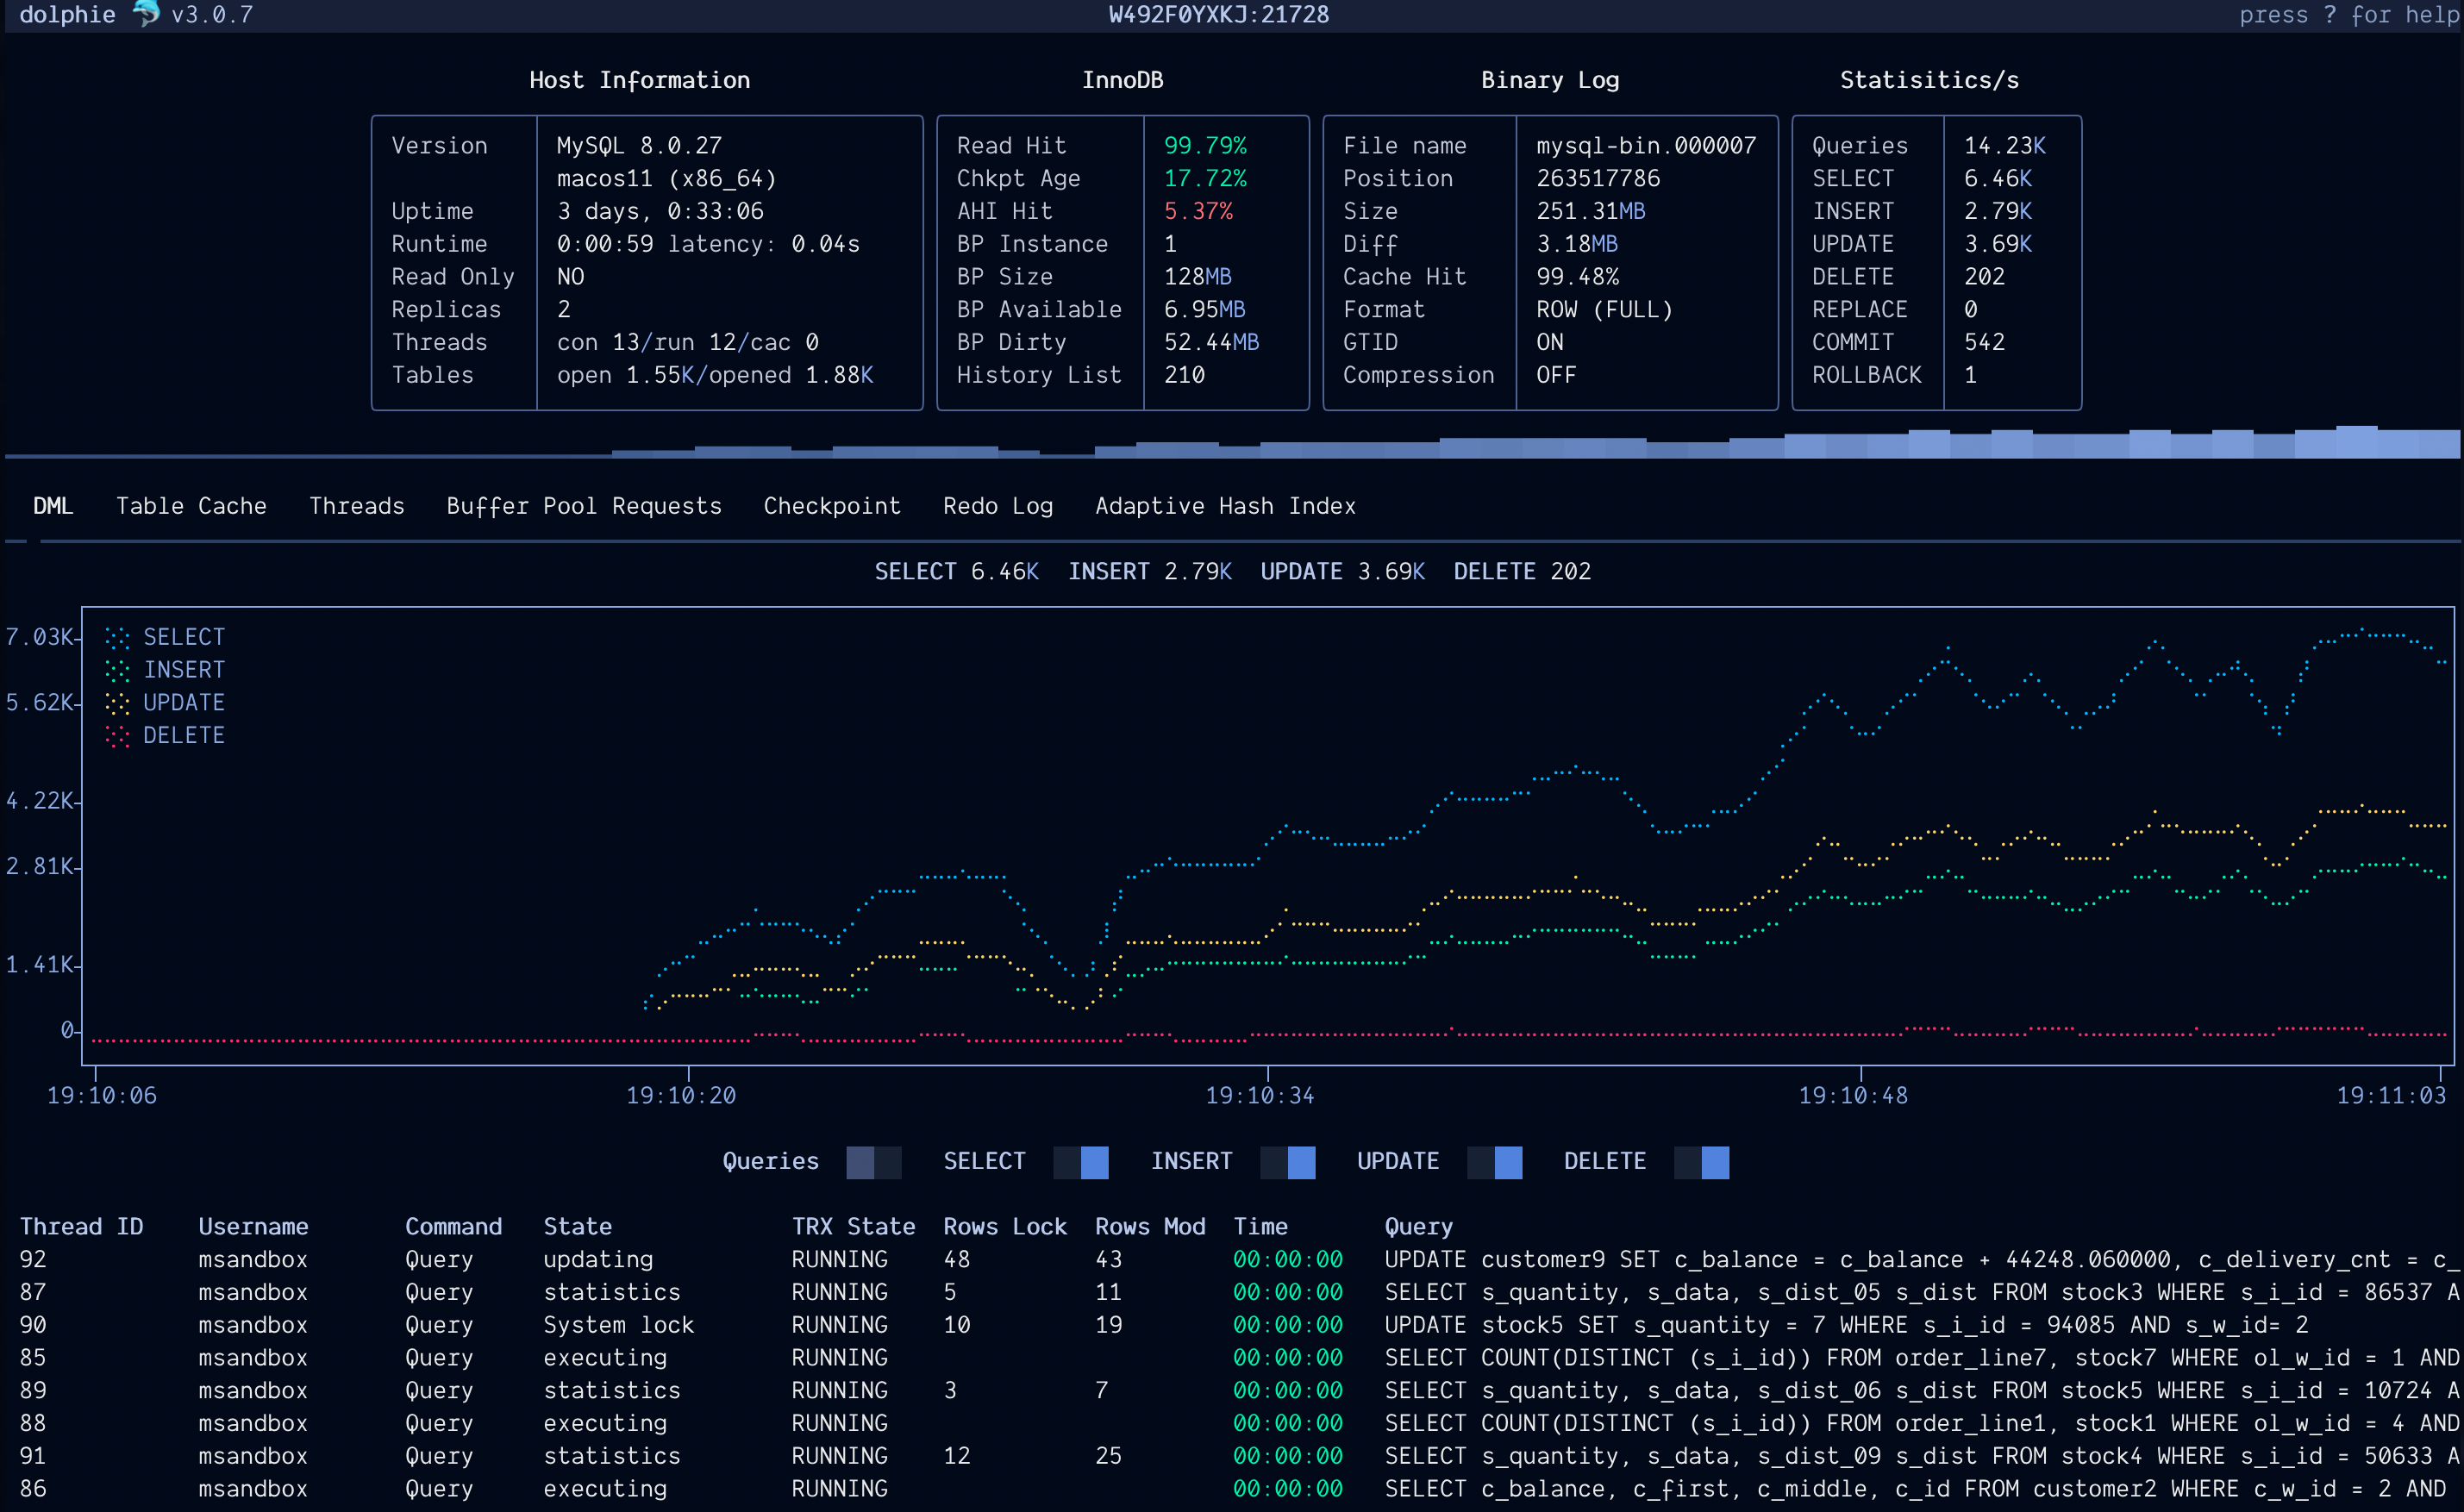 dolphie 🐬 v3.0.7 W492F0YXKJ:21728 press ? for help
Host Information InnoDB Binary Log Statisitics/s
Version MySQL 8.0.27 Read Hit 99.79% File name mysql-bin.000007 Queries 14.23K
macos11 (x86_64) Chkpt Age 17.72% Position 263517786 SELECT 6.46K
Uptime 3 days, 0:33:06 AHI Hit 5.37% Size 251.31MB INSERT 2.79K
Runtime 0:00:59 latency: 0.04s BP Instance 1 Diff 3.18MB UPDATE 3.69K
Read Only NO BP Size 128MB Cache Hit 99.48% DELETE 202
Replicas 2 BP Available 6.95MB Format ROW (FULL) REPLACE 0
Threads con 13/run 12/cac 0 BP Dirty 52.44MB GTID ON COMMIT 542
Tables open 1.55K/opened 1.88K History List 210 Compression OFF ROLLBACK 1
DML Table Cache Threads Buffer Pool Requests Checkpoint Redo Log Adaptive Hash Index
SELECT 6.46K INSERT 2.79K UPDATE 3.69K DELETE 202
7.03K SELECT
INSERT
5.62K UPDATE
DELETE
4.22K
2.81K
1.41K
0
19:10:06 19:10:20 19:10:34 19:10:48 19:11:03
Queries SELECT INSERT UPDATE DELETE
Thread ID Username Command State TRX State Rows Lock Rows Mod Time Query
92 msandbox Query updating RUNNING 48 43 00:00:00 UPDATE customer9 SET c_balance = c_balance + 44248.060000, c_delivery_cnt = c_
87 msandbox Query statistics RUNNING 5 11 00:00:00 SELECT s_quantity, s_data, s_dist_05 s_dist FROM stock3 WHERE s_i_id = 86537 A
90 msandbox Query System lock RUNNING 10 19 00:00:00 UPDATE stock5 SET s_quantity = 7 WHERE s_i_id = 94085 AND s_w_id= 2
85 msandbox Query executing RUNNING 00:00:00 SELECT COUNT(DISTINCT (s_i_id)) FROM order_line7, stock7 WHERE ol_w_id = 1 AND
89 msandbox Query statistics RUNNING 3 7 00:00:00 SELECT s_quantity, s_data, s_dist_06 s_dist FROM stock5 WHERE s_i_id = 10724 A
88 msandbox Query executing RUNNING 00:00:00 SELECT COUNT(DISTINCT (s_i_id)) FROM order_line1, stock1 WHERE ol_w_id = 4 AND
91 msandbox Query statistics RUNNING 12 25 00:00:00 SELECT s_quantity, s_data, s_dist_09 s_dist FROM stock4 WHERE s_i_id = 50633 A
86 msandbox Query executing RUNNING 00:00:00 SELECT c_balance, c_first, c_middle, c_id FROM customer2 WHERE c_w_id = 2 AND